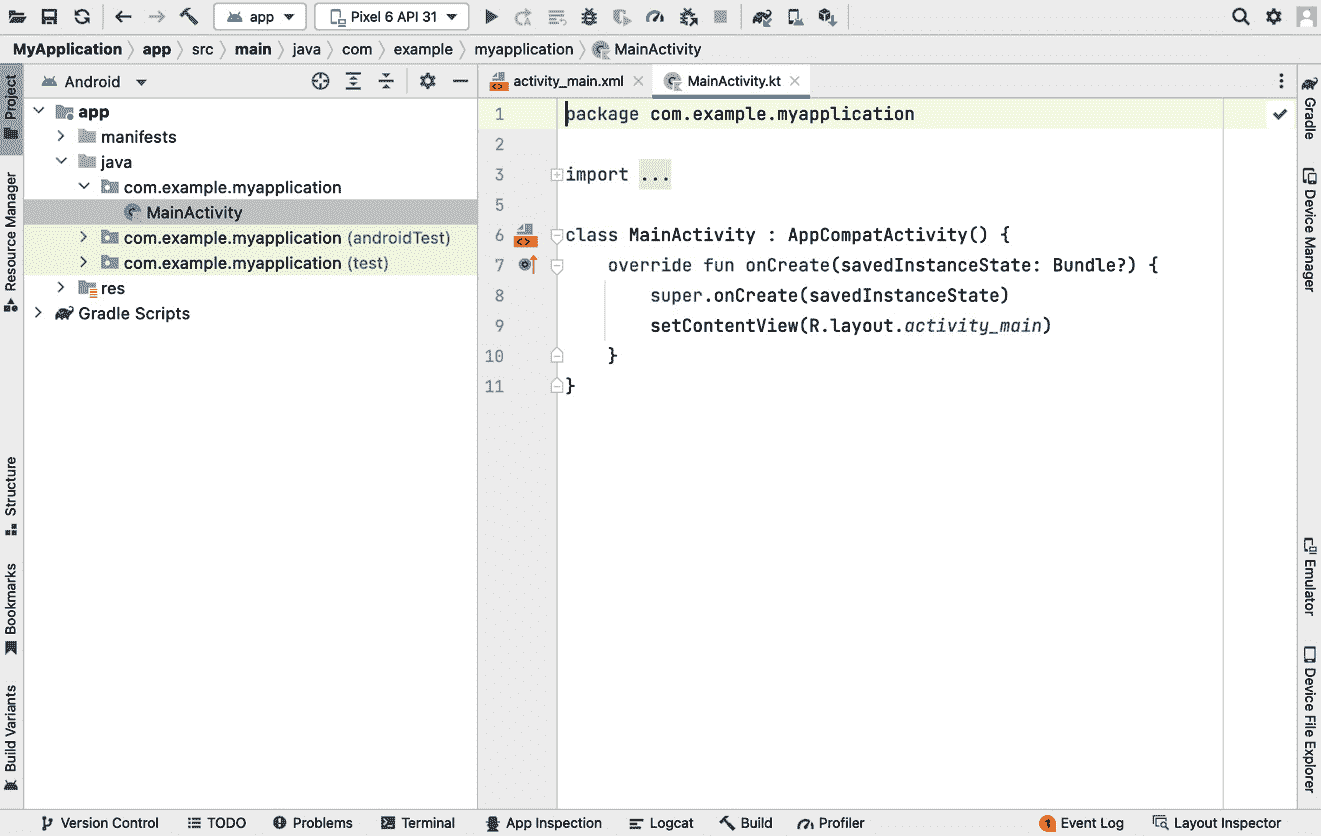 app
Pixel 6 API 31
MyApplication app src main java com example myapplication MainActivity
Project
Resource Manager
Structure
Bookmarks
Build Variants
Android
app
manifests
java
com.example.myapplication
MainActivity
com.example.myapplication (androidTest)
com.example.myapplication (test)
res
Gradle Scripts
activity_main.xml MainActivity.kt
1 package com.example.myapplication
2
3 import ...
5
6 class MainActivity : AppCompatActivity() {
7 override fun onCreate(savedInstanceState: Bundle?) {
8 super.onCreate(savedInstanceState)
9 setContentView(R.layout.activity_main)
10 }
11 }
Gradle
Device Manager
Emulator
Device File Explorer
Version Control TODO Problems Terminal App Inspection Logcat Build Profiler 1 Event Log Layout Inspector